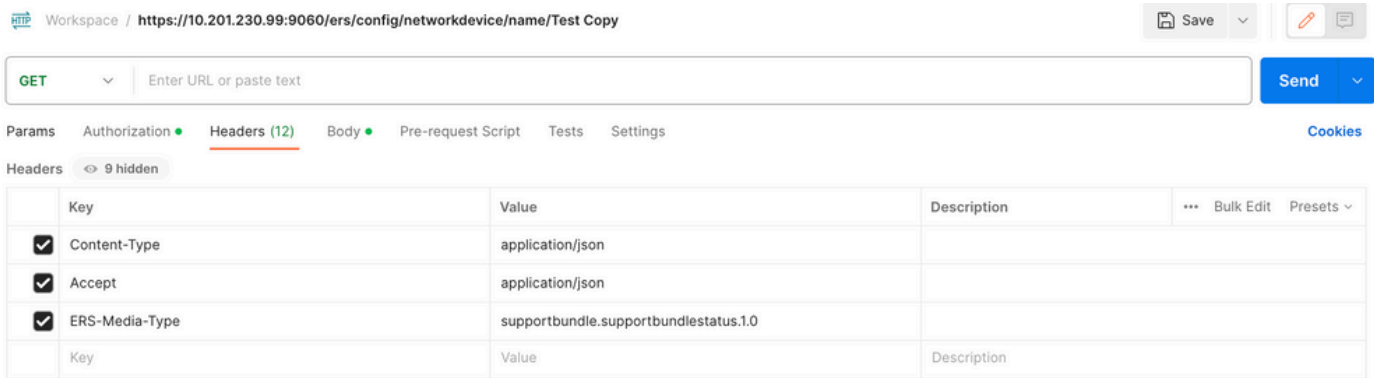 HTTP Workspace / https://10.201.230.99:9060/ers/config/networkdevice/name/Test Copy Save
GET Enter URL or paste text Send
Params Authorization Headers (12) Body Pre-request Script Tests Settings Cookies
Headers 9 hidden
Key Value Description ••• Bulk Edit Presets
Content-Type application/json
Accept application/json
ERS-Media-Type supportbundle.supportbundlestatus.1.0
Key Value Description